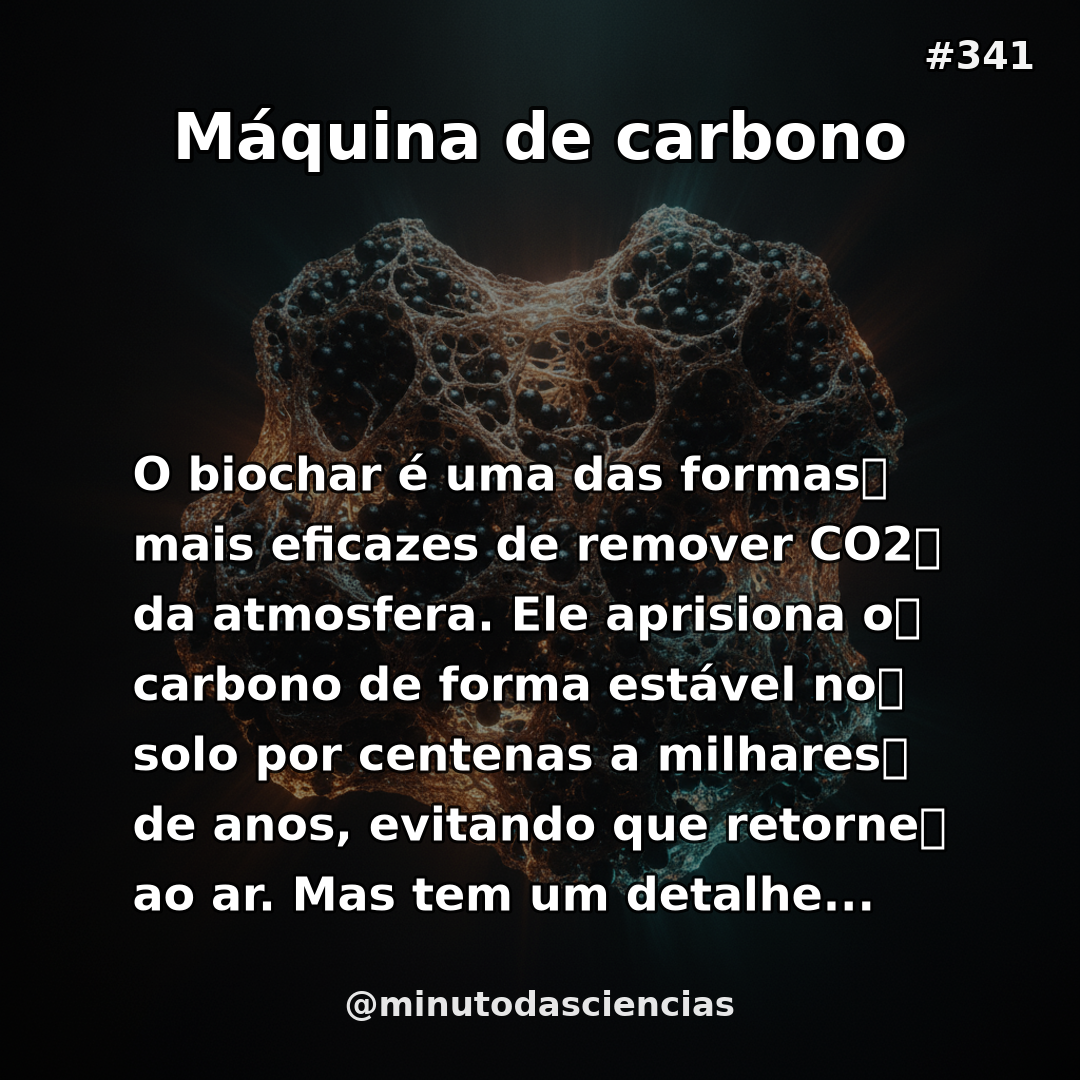 #341
Máquina de carbono
O biochar é uma das formas▯
mais eficazes de remover CO2▯
da atmosfera. Ele aprisiona o▯
carbono de forma estável no▯
solo por centenas a milhares▯
de anos, evitando que retorne▯
ao ar. Mas tem um detalhe...
@minutodasciencias